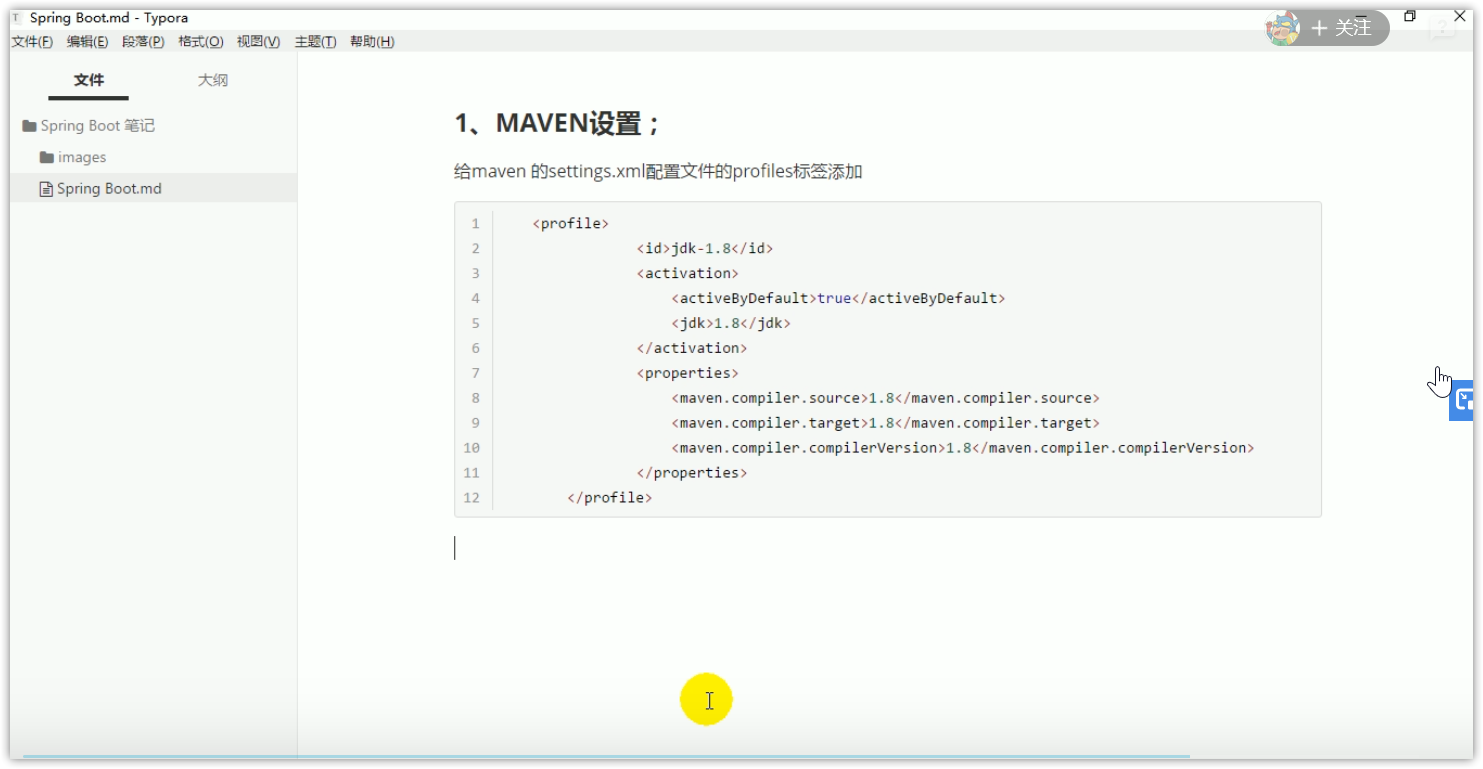 Spring Boot.md - Typora
+ 关注
文件(F) 编辑(E) 段落(P) 格式(O) 视图(V) 主题(T) 帮助(H)
文件 大纲
Spring Boot 笔记
images
Spring Boot.md
1、MAVEN设置；
给maven 的settings.xml配置文件的profiles标签添加
1 <profile>
2 <id>jdk-1.8</id>
3 <activation>
4 <activeByDefault>true</activeByDefault>
5 <jdk>1.8</jdk>
6 </activation>
7 <properties>
8 <maven.compiler.source>1.8</maven.compiler.source>
9 <maven.compiler.target>1.8</maven.compiler.target>
10 <maven.compiler.compilerVersion>1.8</maven.compiler.compilerVersion>
11 </properties>
12 </profile>